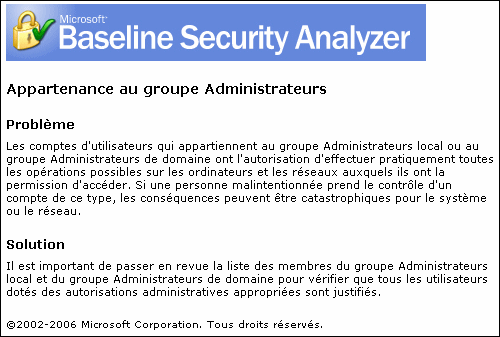 Microsoft®
Baseline Security Analyzer
Appartenance au groupe Administrateurs
Problème
Les comptes d'utilisateurs qui appartiennent au groupe Administrateurs local ou au
groupe Administrateurs de domaine ont l'autorisation d'effectuer pratiquement toutes
les opérations possibles sur les ordinateurs et les réseaux auxquels ils ont la
permission d'accéder. Si une personne malintentionnée prend le contrôle d'un
compte de ce type, les conséquences peuvent être catastrophiques pour le système
ou le réseau.
Solution
Il est important de passer en revue la liste des membres du groupe Administrateurs
local et du groupe Administrateurs de domaine pour vérifier que tous les utilisateurs
dotés des autorisations administratives appropriées sont justifiés.
©2002-2006 Microsoft Corporation. Tous droits réservés.